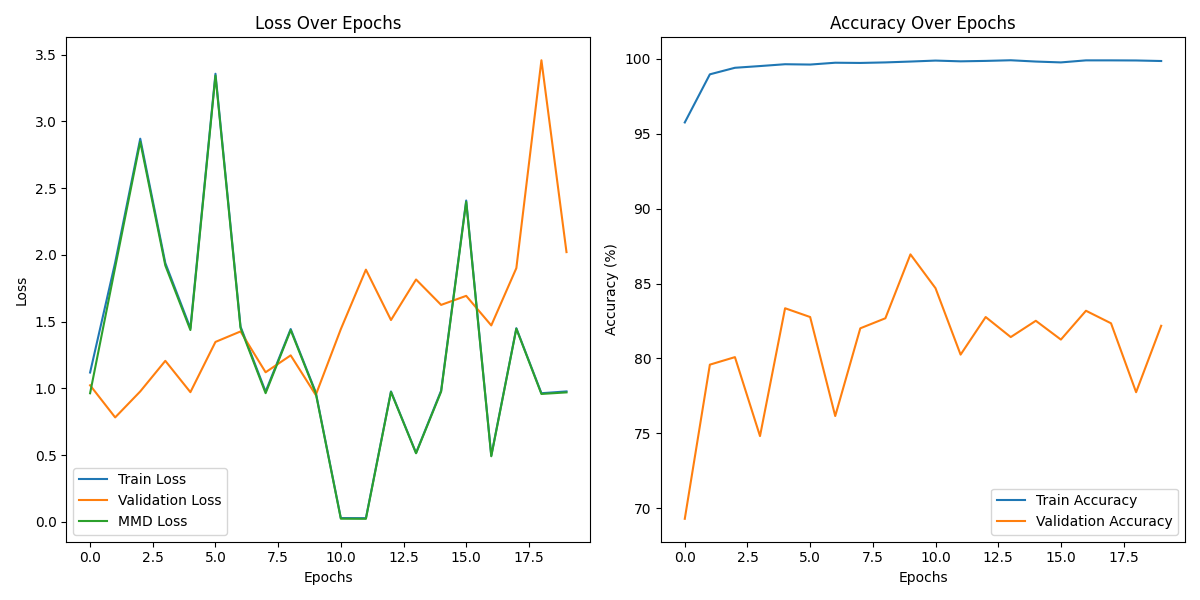 Loss Over Epochs
3.5
3.0
2.5
2.0
1.5
1.0
0.5
0.0
Loss
Train Loss
Validation Loss
MMD Loss
0.0 2.5 5.0 7.5 10.0 12.5 15.0 17.5
Epochs
Accuracy Over Epochs
100
95
90
85
80
75
70
Accuracy (%)
Train Accuracy
Validation Accuracy
0.0 2.5 5.0 7.5 10.0 12.5 15.0 17.5
Epochs